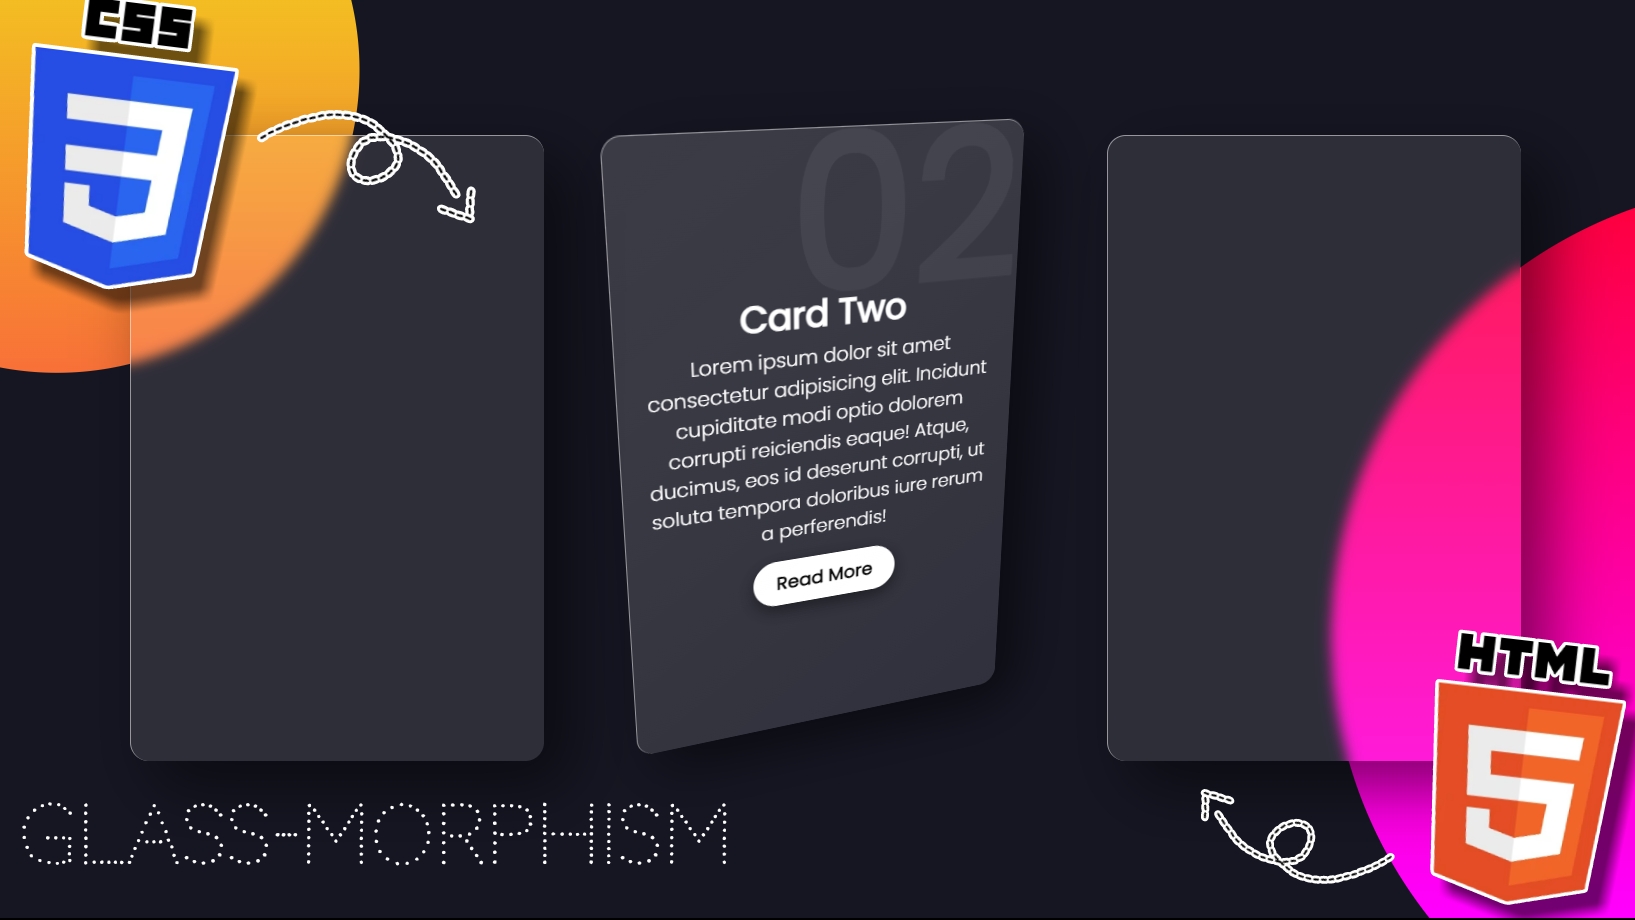 CSS
3
02
Card Two
Lorem ipsum dolor sit amet
consectetur adipisicing elit. Incidunt
cupiditate modi optio dolorem
corrupti reiciendis eaque! Atque,
ducimus, eos id deserunt corrupti, ut
soluta tempora doloribus iure rerum
a perferendis!
Read More
HTML
5
GLASS-MORPHISM